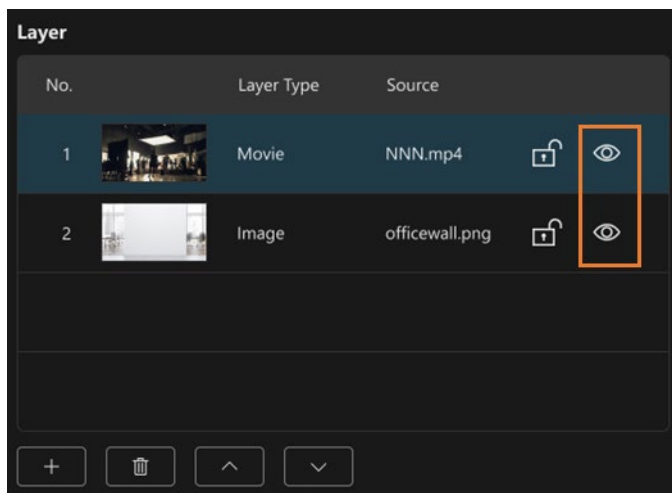 Layer
No. Layer Type Source
1 Movie NNN.mp4
2 Image officewall.png